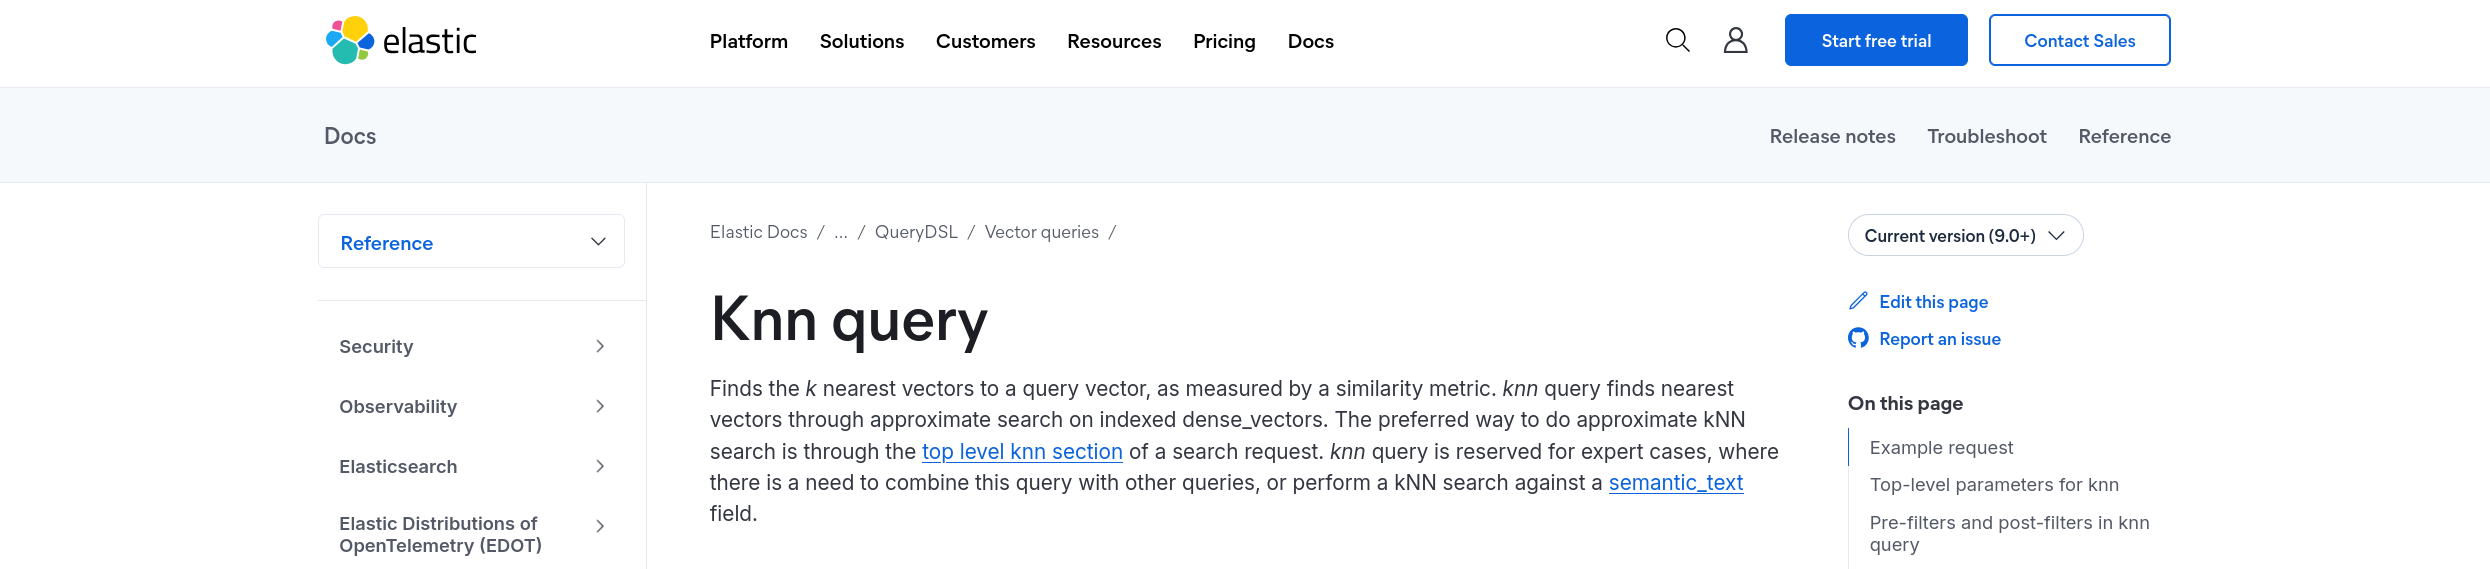 elastic
Platform Solutions Customers Resources Pricing Docs
Start free trial
Contact Sales
Docs
Release notes Troubleshoot Reference
Reference
Security
Observability
Elasticsearch
Elastic Distributions of
OpenTelemetry (EDOT)
Elastic Docs / ... / QueryDSL / Vector queries /
Knn query
Finds the k nearest vectors to a query vector, as measured by a similarity metric. knn query finds nearest
vectors through approximate search on indexed dense_vectors. The preferred way to do approximate kNN
search is through the top level knn section of a search request. knn query is reserved for expert cases, where
there is a need to combine this query with other queries, or perform a kNN search against a semantic_text
field.
Current version (9.0+)
Edit this page
Report an issue
On this page
Example request
Top-level parameters for knn
Pre-filters and post-filters in knn
query